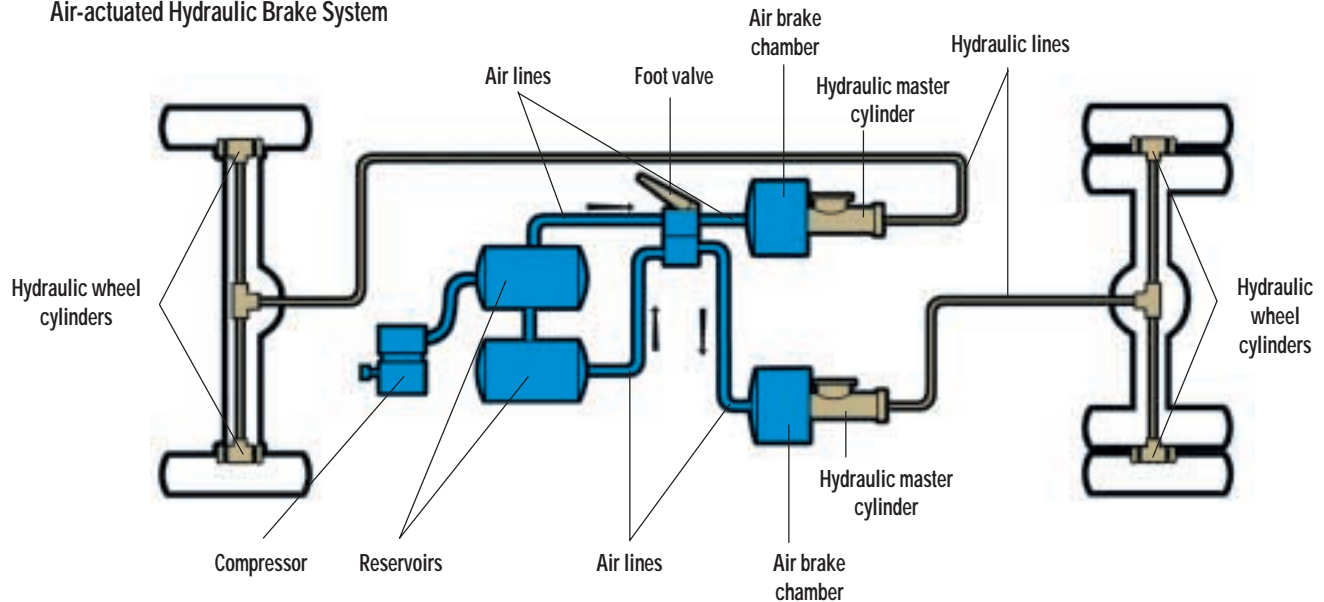 Air-actuated Hydraulic Brake System
Air brake
chamber
Hydraulic lines
Air lines
Foot valve
Hydraulic master
cylinder
Hydraulic wheel
cylinders
Hydraulic
wheel
cylinders
Hydraulic master
cylinder
Compressor
Reservoirs
Air lines
Air brake
chamber